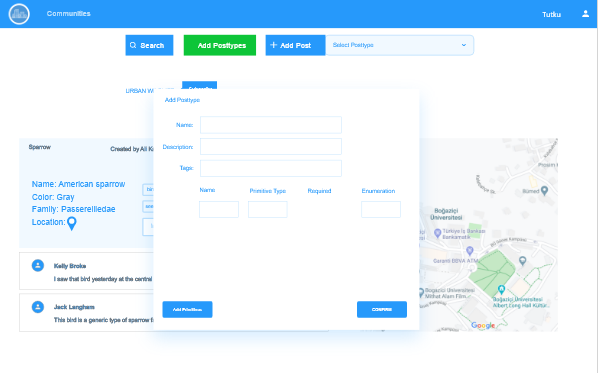 Communities
Tutku
Search
Add Posttypes
+ Add Post
Select Posttype
URBAN W
Subscribe
Add Posttype
Name:
Description:
Tags:
Name
Primitive Type
Required
Enumeration
CONFIRM
Sparrow
Created by Ali K
Name: American sparrow
Color: Gray
Family: Passerellidae
Location:
Kelly Broke
I saw that bird yesterday at the central
Jack Langham
This bird is a generic type of sparrow f
Bümed
Boğaziçi
Üniversitesi
Türkiye İş Bankası
Bankamatik
Garanti BBVA ATM
Boğaziçi Üniversitesi
Mithat Alam Film
Boğaziçi Üniversitesi
Albert Long Hall Kültür
Google